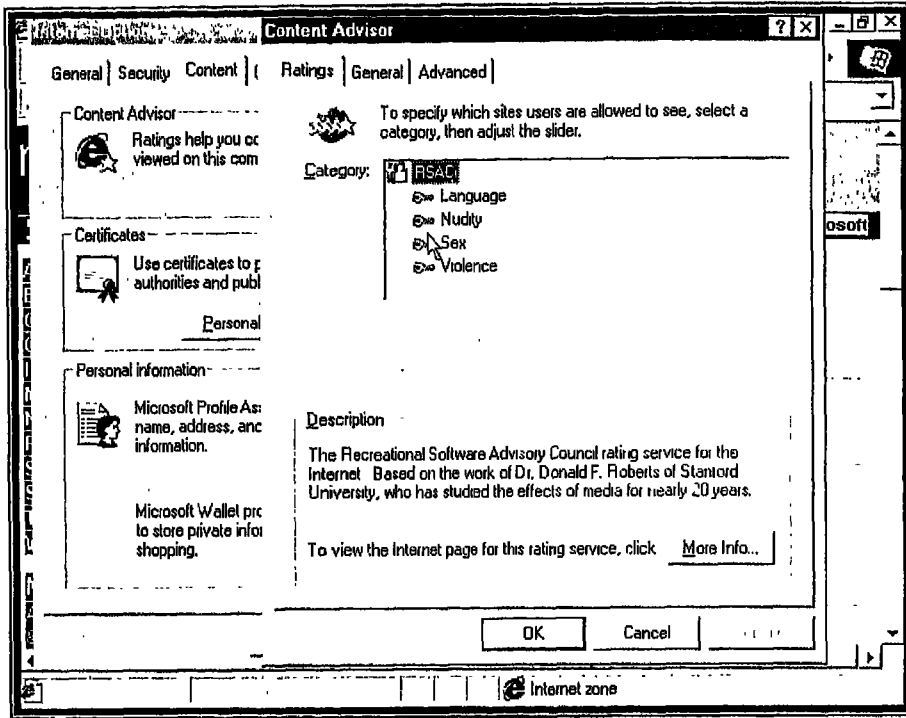 Content Advisor
General Security Content
Ratings General Advanced
Content Advisor
Ratings help you
viewed on this com
To specify which sites users are allowed to see, select a
category, then adjust the slider.
Category: RSACi
Language
Nudity
Sex
Violence
osoft
Certificates
Use certificates to p
authorities and publ
Personal
Personal information
Microsoft Profile Ass
name, address, and
information.
Microsoft Wallet pro
to store private infor
shopping.
Description
The Recreational Software Advisory Council rating service for the
Internet Based on the work of Dr. Donald F. Roberts of Stanford
University, who has studied the effects of media for nearly 20 years.
To view the Internet page for this rating service, click More Info...
OK Cancel
Internet zone